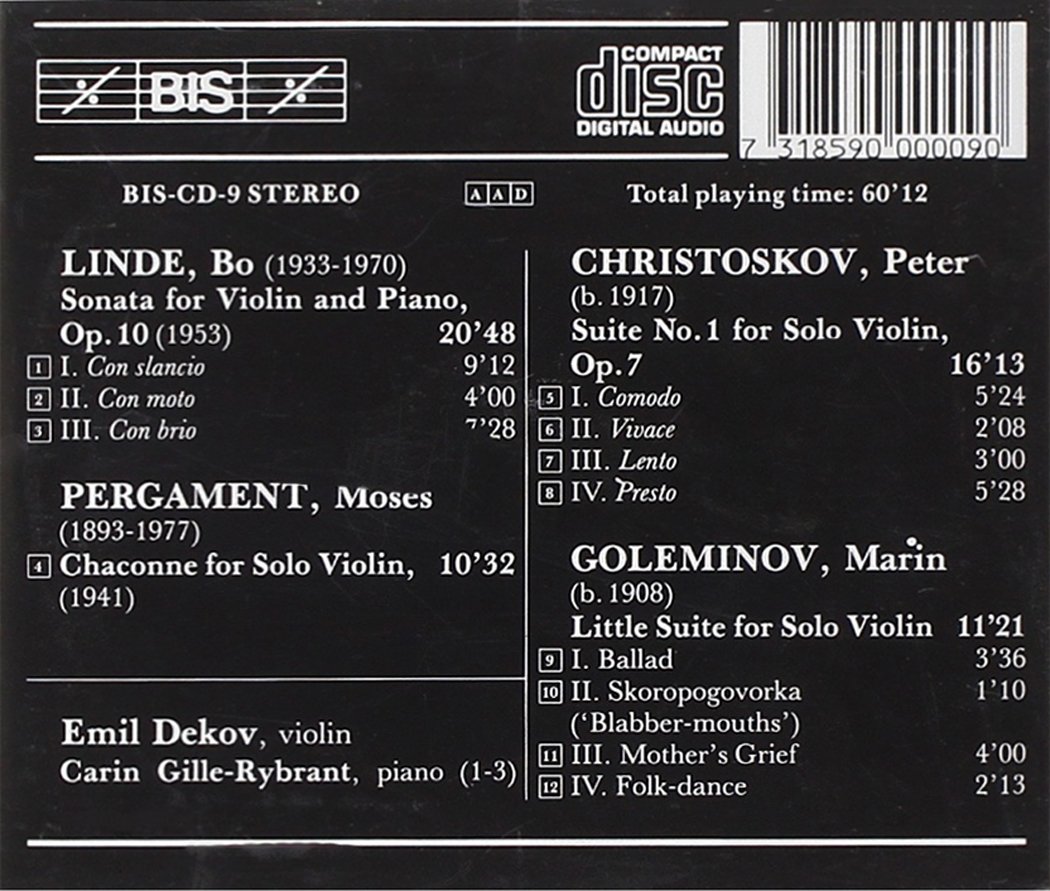 BIS
COMPACT
disc
DIGITAL AUDIO
7 318590 000090
BIS-CD-9 STEREO
A A D
Total playing time: 60'12
LINDE, Bo (1933-1970)
Sonata for Violin and Piano,
Op. 10 (1953) 20'48
1 I. Con slancio 9'12
2 II. Con moto 4'00
3 III. Con brio 7'28
PERGAMENT, Moses
(1893-1977)
4 Chaconne for Solo Violin, 10'32
(1941)
Emil Dekov, violin
Carin Gille-Rybrant, piano (1-3)
CHRISTOSKOV, Peter
(b. 1917)
Suite No. 1 for Solo Violin,
Op. 7 16'13
5 I. Comodo 5'24
6 II. Vivace 2'08
7 III. Lento 3'00
8 IV. Presto 5'28
GOLEMINOV, Marin
(b. 1908)
Little Suite for Solo Violin 11'21
9 I. Ballad 3'36
10 II. Skoropogovorka 1'10
('Blabber-mouths')
11 III. Mother's Grief 4'00
12 IV. Folk-dance 2'13